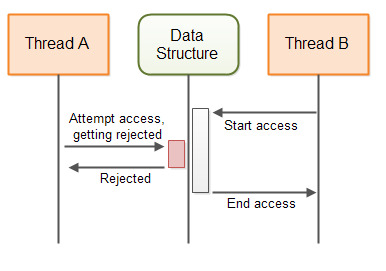 Thread A
Data
Structure
Thread B
Attempt access,
getting rejected
Start access
Rejected
End access